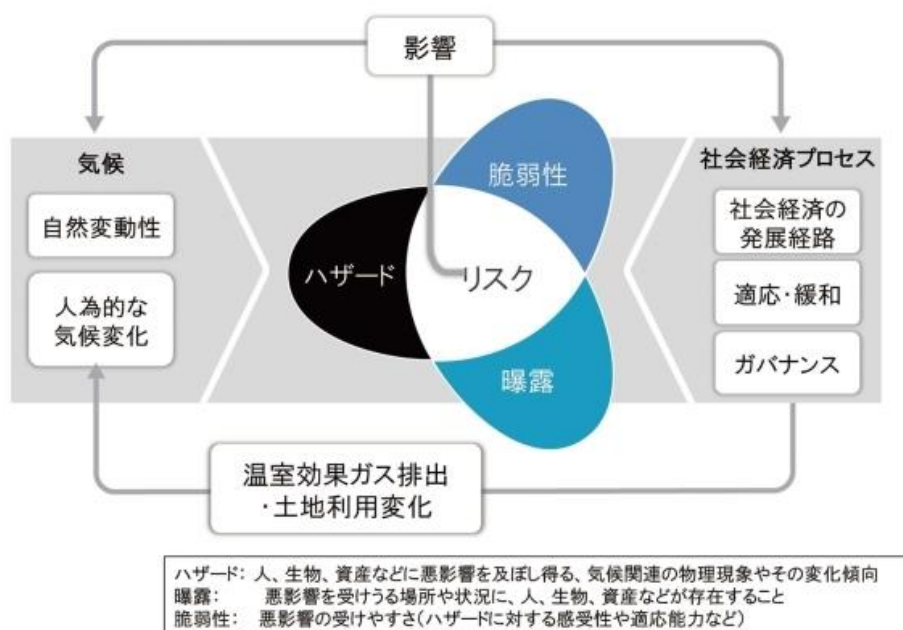 影響
気候
自然変動性
人為的な
気候変化
脆弱性
ハザード
リスク
曝露
社会経済プロセス
社会経済の
発展経路
適応・緩和
ガバナンス
温室効果ガス排出
・土地利用変化
ハザード: 人、生物、資産などに悪影響を及ぼし得る、気候関連の物理現象やその変化傾向
曝露: 悪影響を受けうる場所や状況に、人、生物、資産などが存在すること
脆弱性: 悪影響の受けやすさ(ハザードに対する感受性や適応能力など)